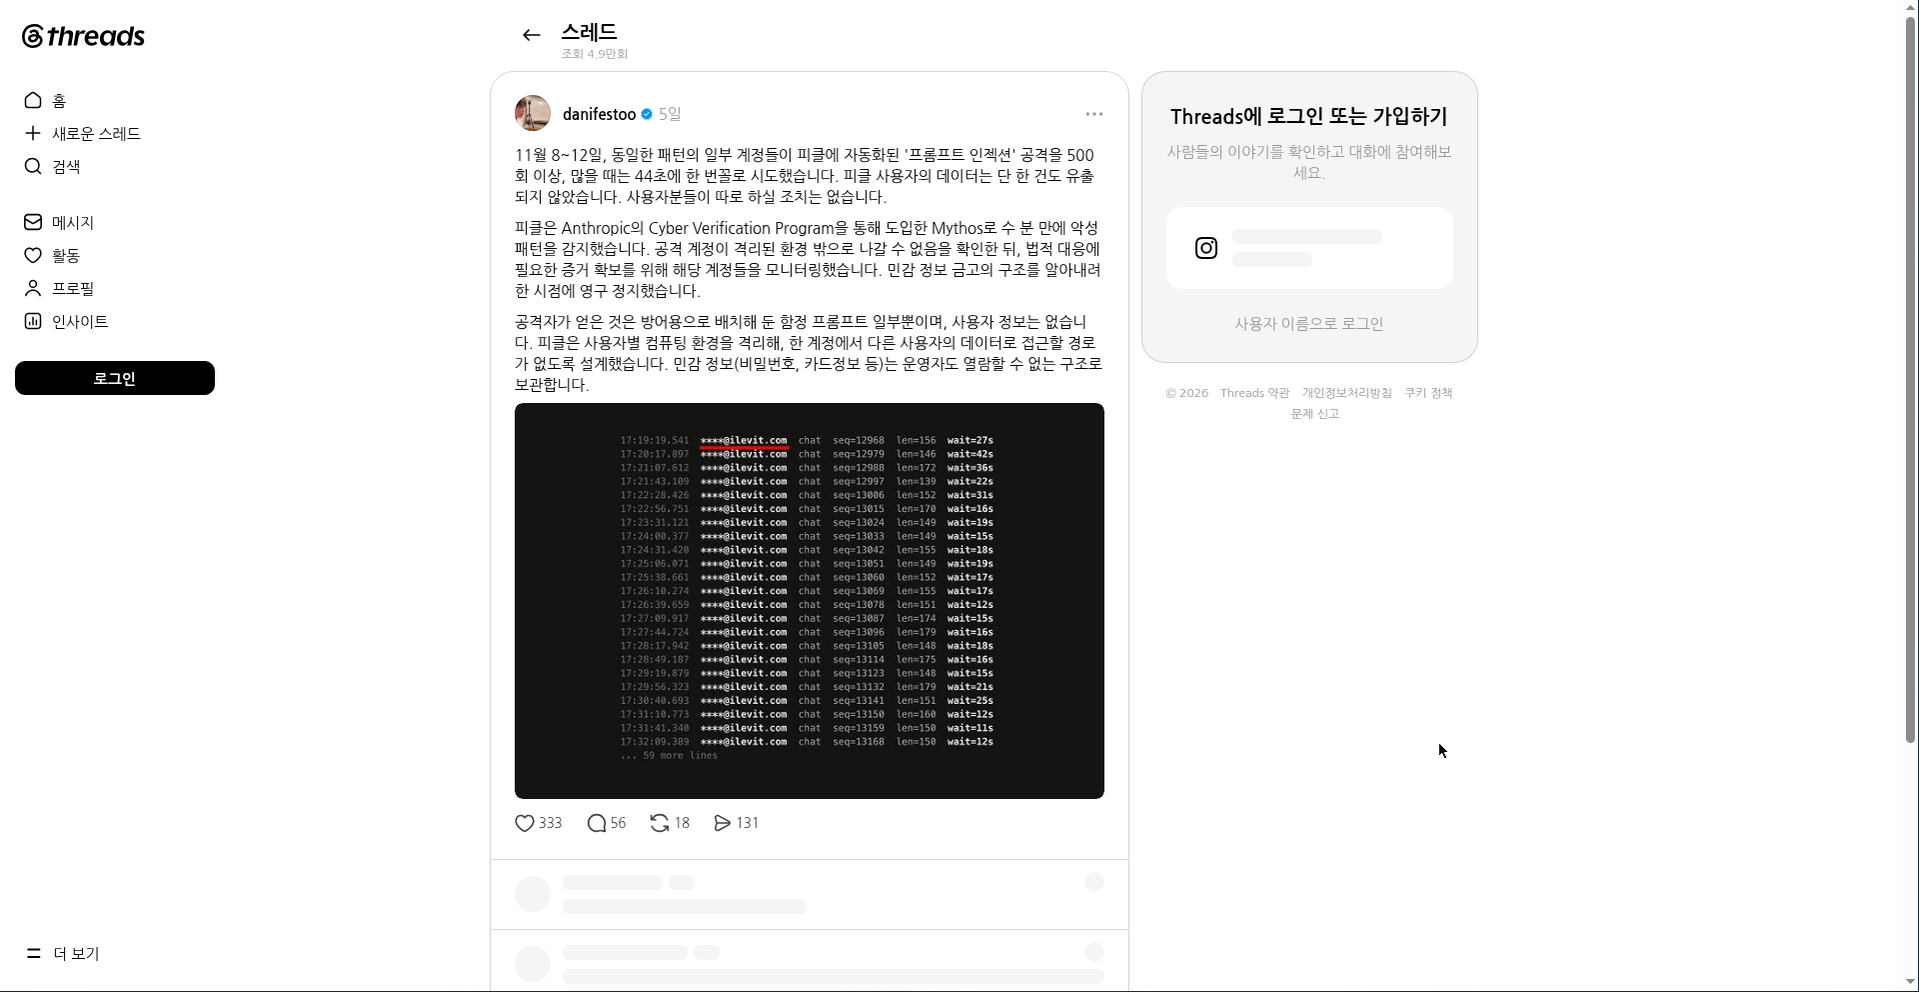 threads
스레드
조회 4.9만회
홈
새로운 스레드
검색
메시지
활동
프로필
인사이트
로그인
더 보기
danifestoo 5일
11월 8~12일, 동일한 패턴의 일부 계정들이 피클에 자동화된 '프롬프트 인젝션' 공격을 500
회 이상, 많을 때는 44초에 한 번꼴로 시도했습니다. 피클 사용자의 데이터는 단 한 건도 유출
되지 않았습니다. 사용자분들이 따로 하실 조치는 없습니다.
피클은 Anthropic의 Cyber Verification Program을 통해 도입한 Mythos로 수 분 만에 악성
패턴을 감지했습니다. 공격 계정이 격리된 환경 밖으로 나갈 수 없음을 확인한 뒤, 법적 대응에
필요한 증거 확보를 위해 해당 계정들을 모니터링했습니다. 민감 정보 금고의 구조를 알아내려
한 시점에 영구 정지했습니다.
공격자가 얻은 것은 방어용으로 배치해 둔 함정 프롬프트 일부뿐이며, 사용자 정보는 없습니
다. 피클은 사용자별 컴퓨팅 환경을 격리해, 한 계정에서 다른 사용자의 데이터로 접근할 경로
가 없도록 설계했습니다. 민감 정보(비밀번호, 카드정보 등)는 운영자도 열람할 수 없는 구조로
보관합니다.
17:19:19.541 ****@ilevit.com chat seq=12968 len=156 wait=27s
17:20:17.897 ****@ilevit.com chat seq=12979 len=146 wait=42s
17:21:07.612 ****@ilevit.com chat seq=12988 len=172 wait=36s
17:21:43.109 ****@ilevit.com chat seq=12997 len=139 wait=22s
17:22:28.426 ****@ilevit.com chat seq=13006 len=152 wait=31s
17:22:56.751 ****@ilevit.com chat seq=13015 len=170 wait=16s
17:23:31.121 ****@ilevit.com chat seq=13024 len=149 wait=19s
17:24:00.377 ****@ilevit.com chat seq=13033 len=149 wait=15s
17:24:31.420 ****@ilevit.com chat seq=13042 len=155 wait=18s
17:25:06.071 ****@ilevit.com chat seq=13051 len=149 wait=19s
17:25:38.661 ****@ilevit.com chat seq=13060 len=152 wait=17s
17:26:10.274 ****@ilevit.com chat seq=13069 len=155 wait=17s
17:26:39.659 ****@ilevit.com chat seq=13078 len=151 wait=12s
17:27:09.917 ****@ilevit.com chat seq=13087 len=174 wait=15s
17:27:44.724 ****@ilevit.com chat seq=13096 len=179 wait=16s
17:28:17.942 ****@ilevit.com chat seq=13105 len=148 wait=18s
17:28:49.187 ****@ilevit.com chat seq=13114 len=175 wait=16s
17:29:19.879 ****@ilevit.com chat seq=13123 len=148 wait=15s
17:29:56.323 ****@ilevit.com chat seq=13132 len=179 wait=21s
17:30:40.693 ****@ilevit.com chat seq=13141 len=151 wait=25s
17:31:10.773 ****@ilevit.com chat seq=13150 len=160 wait=12s
17:31:41.340 ****@ilevit.com chat seq=13159 len=150 wait=11s
17:32:09.389 ****@ilevit.com chat seq=13168 len=150 wait=12s
... 59 more lines
333 56 18 131
Threads에 로그인 또는 가입하기
사람들의 이야기를 확인하고 대화에 참여해보
세요.
사용자 이름으로 로그인
© 2026 Threads 약관 개인정보처리방침 쿠키 정책
문제 신고